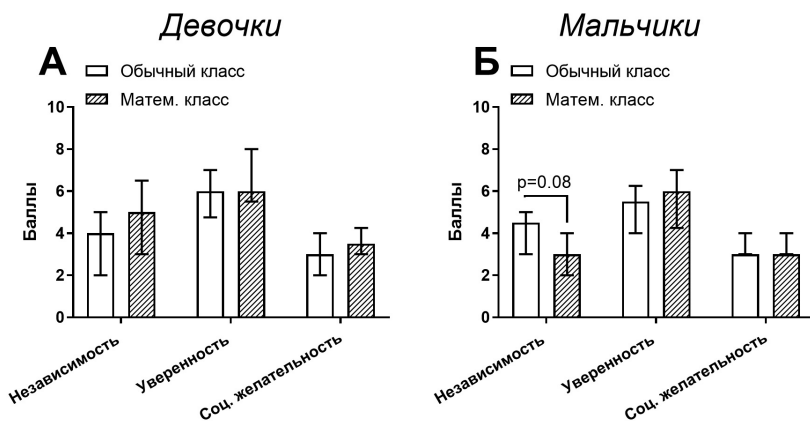 Девочки
А
Обычный класс
Матем. класс
10
8
6
4
2
0
Баллы
Независимость
Уверенность
Соц. желательность
Мальчики
Б
Обычный класс
Матем. класс
10
8
6
4
2
0
Баллы
p=0.08
Независимость
Уверенность
Соц. желательность